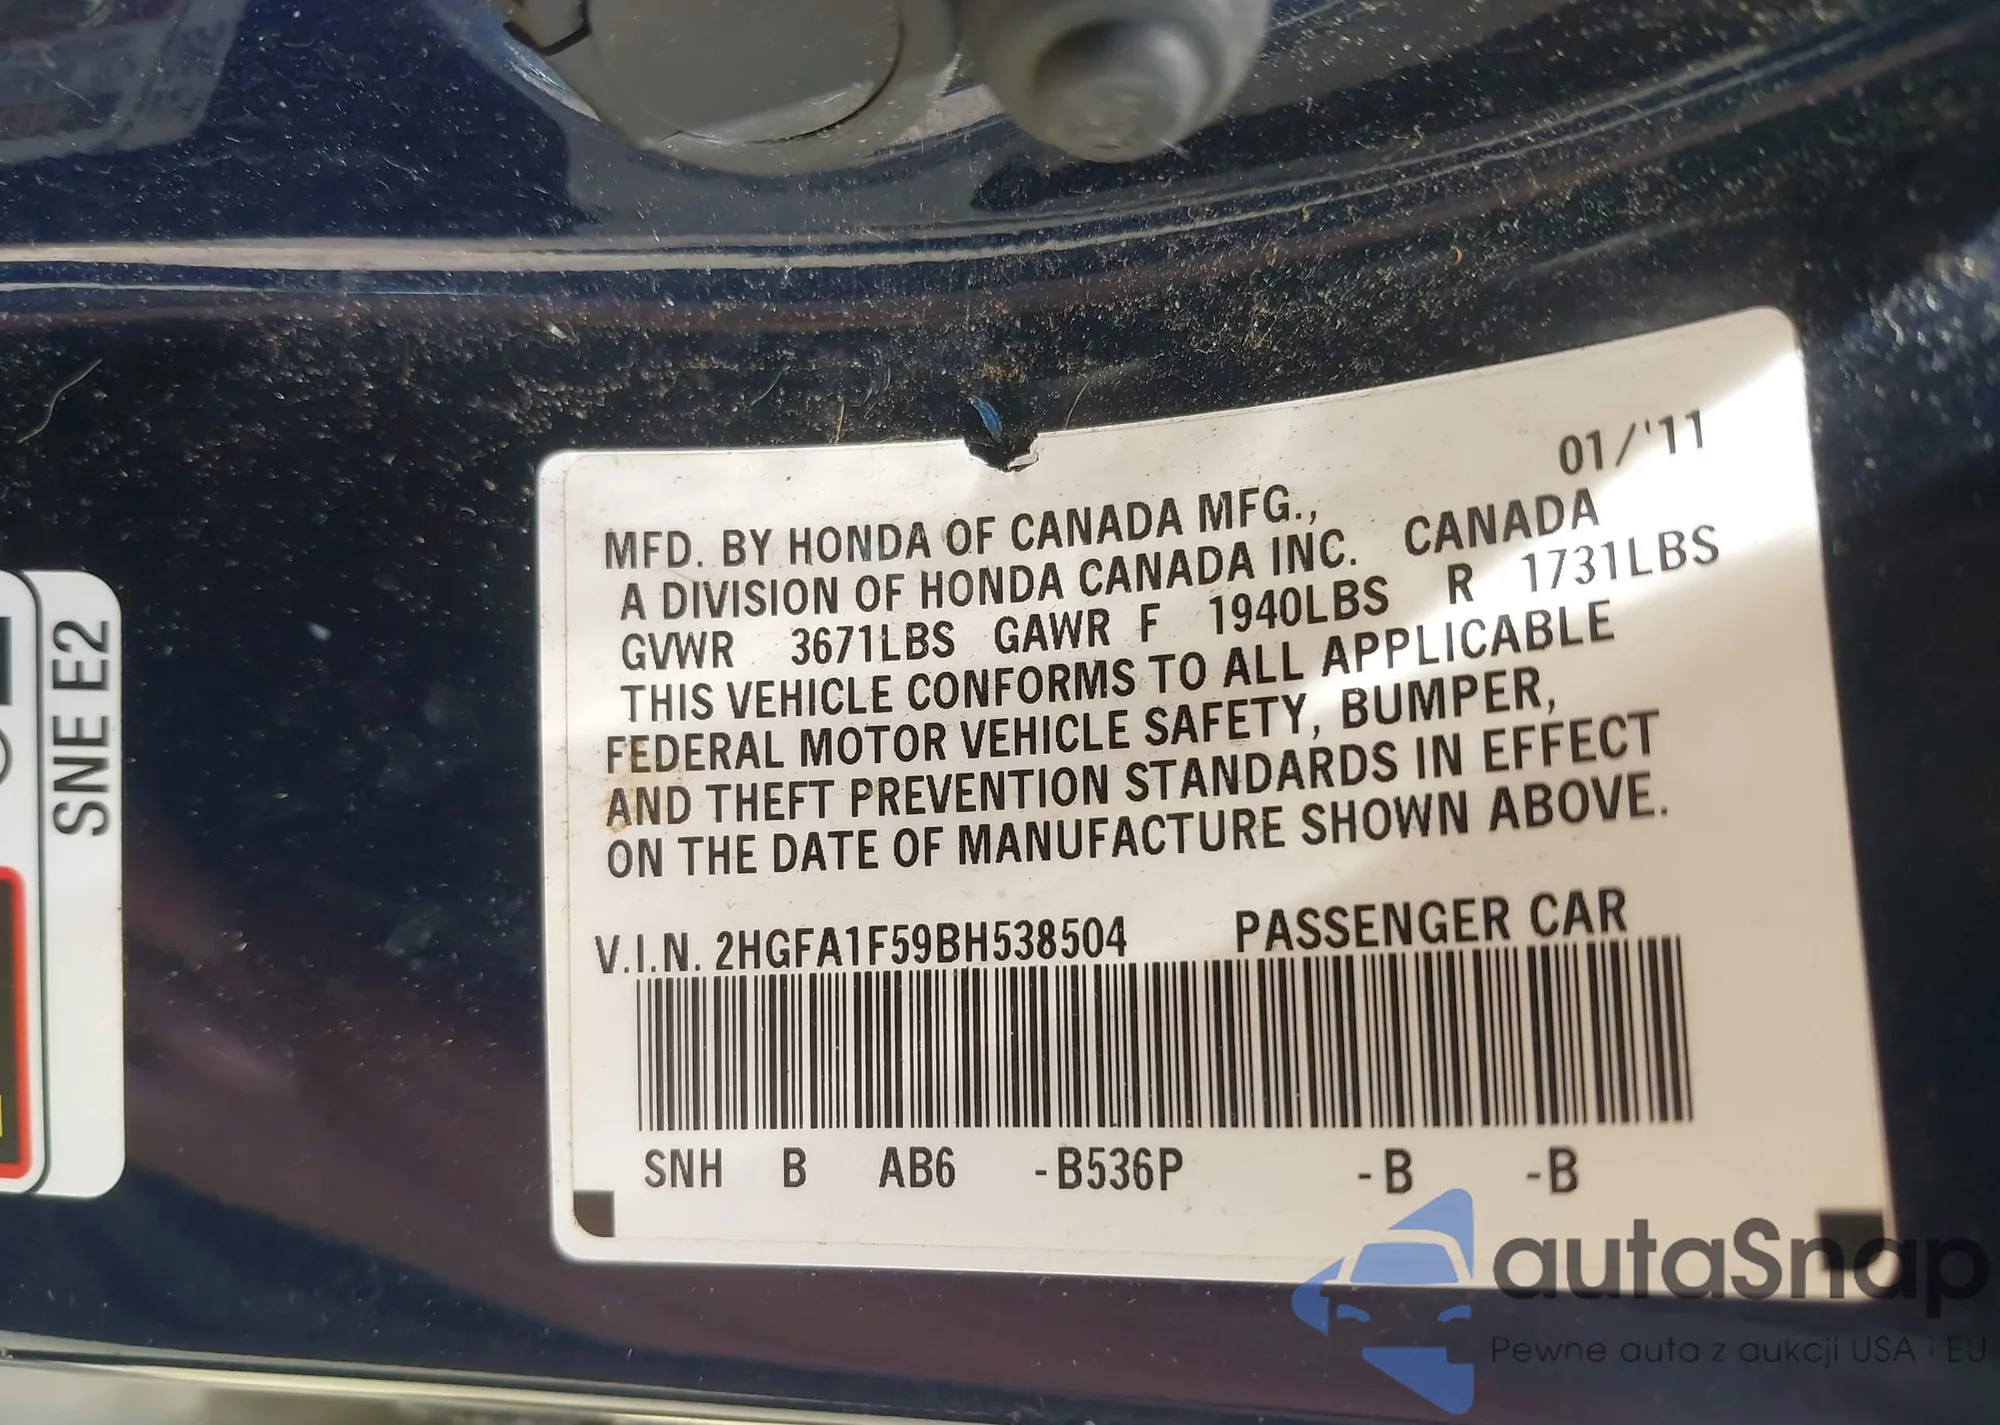 01/'11
MFD. BY HONDA OF CANADA MFG.,
A DIVISION OF HONDA CANADA INC. CANADA
GVWR 3671LBS GAWR F 1940LBS R 1731LBS
THIS VEHICLE CONFORMS TO ALL APPLICABLE
FEDERAL MOTOR VEHICLE SAFETY, BUMPER,
AND THEFT PREVENTION STANDARDS IN EFFECT
ON THE DATE OF MANUFACTURE SHOWN ABOVE.
V.I.N. 2HGFA1F59BH538504 PASSENGER CAR
SNH B AB6 -B536P -B -B
SNE E2
autaSnap
Pewne auta z aukcji USA i EU